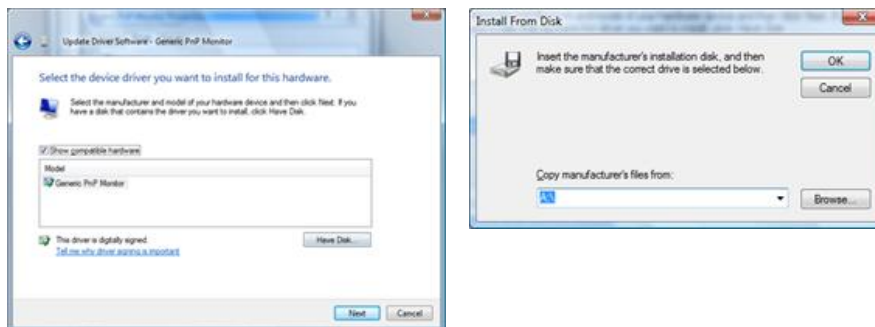 Update Driver Software - Generic PnP Monitor
Select the device driver you want to install for this hardware.
Select the manufacturer and model of your hardware device and then click Next. If you
have a disk that contains the driver you want to install, click Have Disk.
Show compatible hardware
Model
Generic PnP Monitor
This driver is digitally signed.
Tell me why driver signing is important
Have Disk...
Next
Cancel
Install From Disk
Insert the manufacturer's installation disk, and then
make sure that the correct drive is selected below.
OK
Cancel
Copy manufacturer's files from:
A:\
Browse...